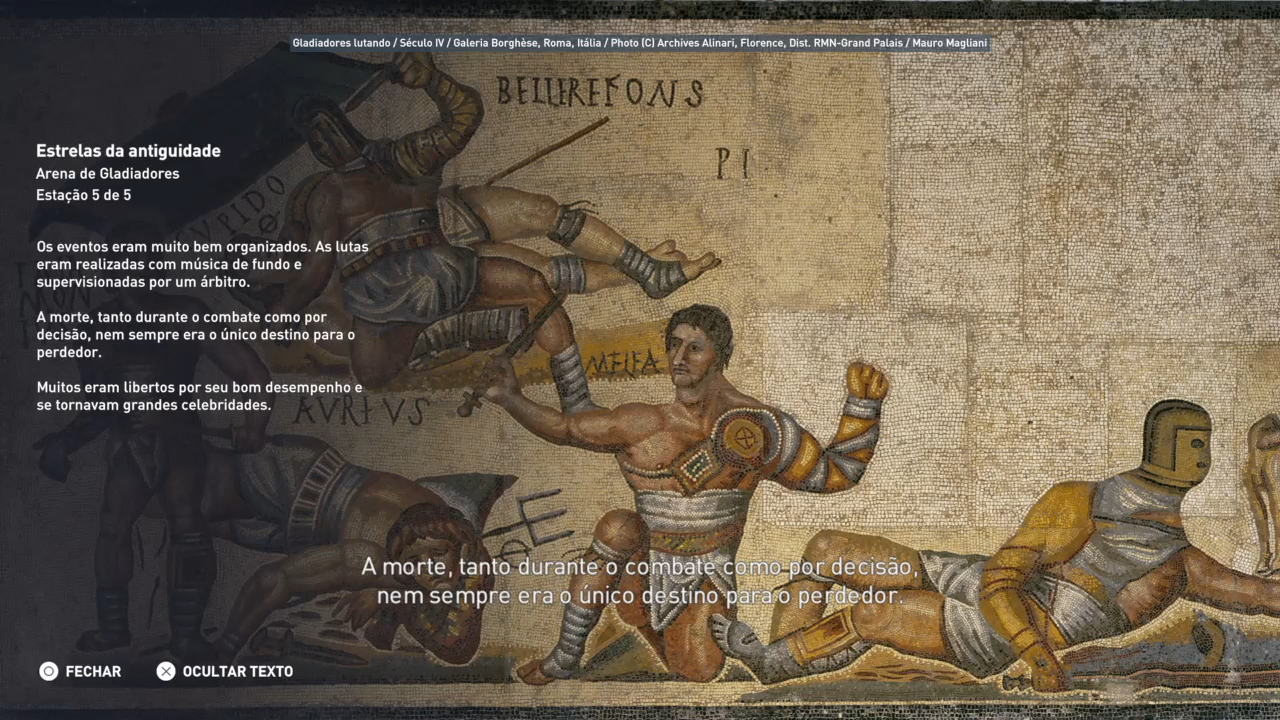 Gladiadores lutando / Século IV / Galeria Borghèse, Roma, Itália / Photo (C) Archives Alinari, Florence, Dist. RMN-Grand Palais / Mauro Magliani
BELLEREFONS
PI
Estrelas da antiguidade
Arena de Gladiadores
Estação 5 de 5
Os eventos eram muito bem organizados. As lutas
eram realizadas com música de fundo e
supervisionadas por um árbitro.
A morte, tanto durante o combate como por
decisão, nem sempre era o único destino para o
perdedor.
Muitos eram libertos por seu bom desempenho e
se tornavam grandes celebridades.
CVPIDO
MELEA
AVRIVS
A morte, tanto durante o combate como por decisão,
nem sempre era o único destino para o perdedor.
FECHAR
OCULTAR TEXTO